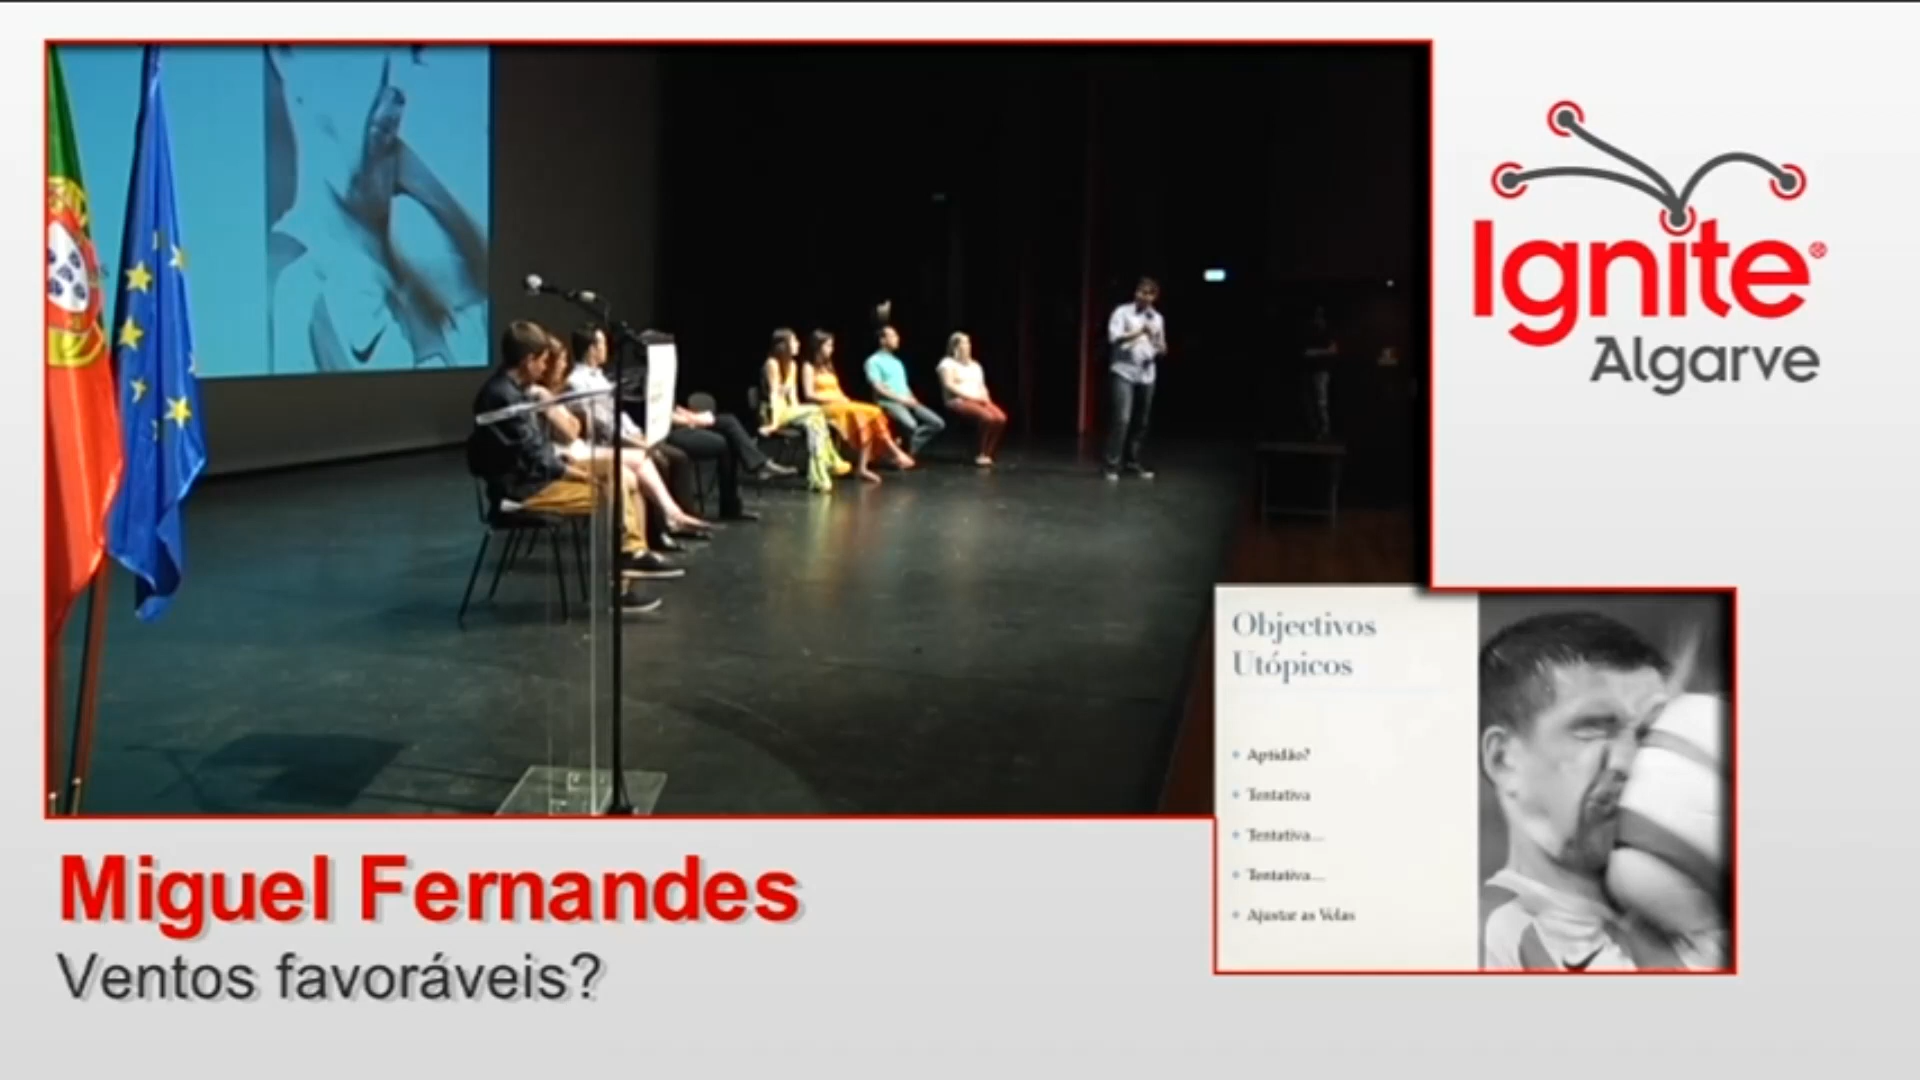 Ignite®
Algarve
Objectivos
Utópicos
Aptidão?
Tentativa
Tentativa...
Tentativa...
Ajustar as Velas
Miguel Fernandes
Ventos favoráveis?